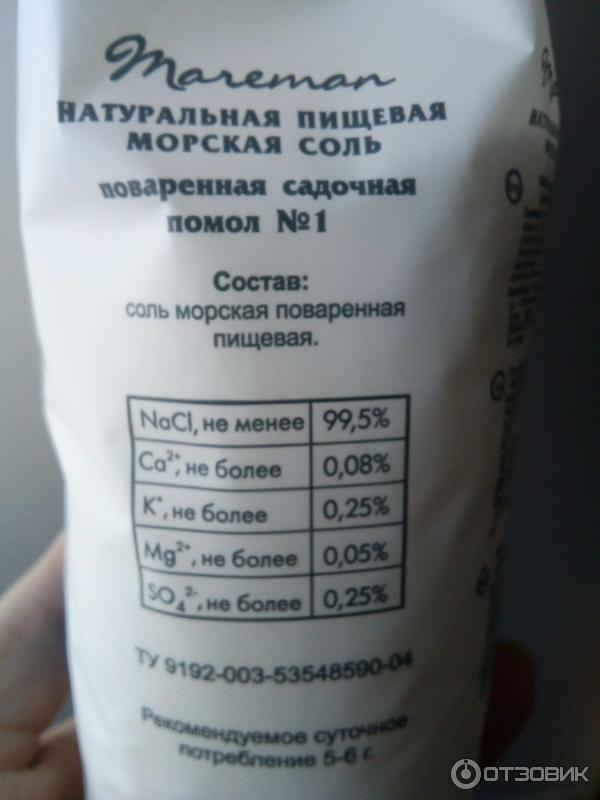 Mareman
НАТУРАЛЬНАЯ ПИЩЕВАЯ
МОРСКАЯ СОЛЬ
поваренная садочная
помол №1
Состав:
соль морская поваренная
пищевая.
NaCl, не менее 99,5%
Ca²⁺, не более 0,08%
K⁺, не более 0,25%
Mg²⁺, не более 0,05%
SO₄²⁻, не более 0,25%
ТУ 9192-003-53548590-04
Рекомендуемое суточное
потребление 5-6 г.
ОТЗОВИК